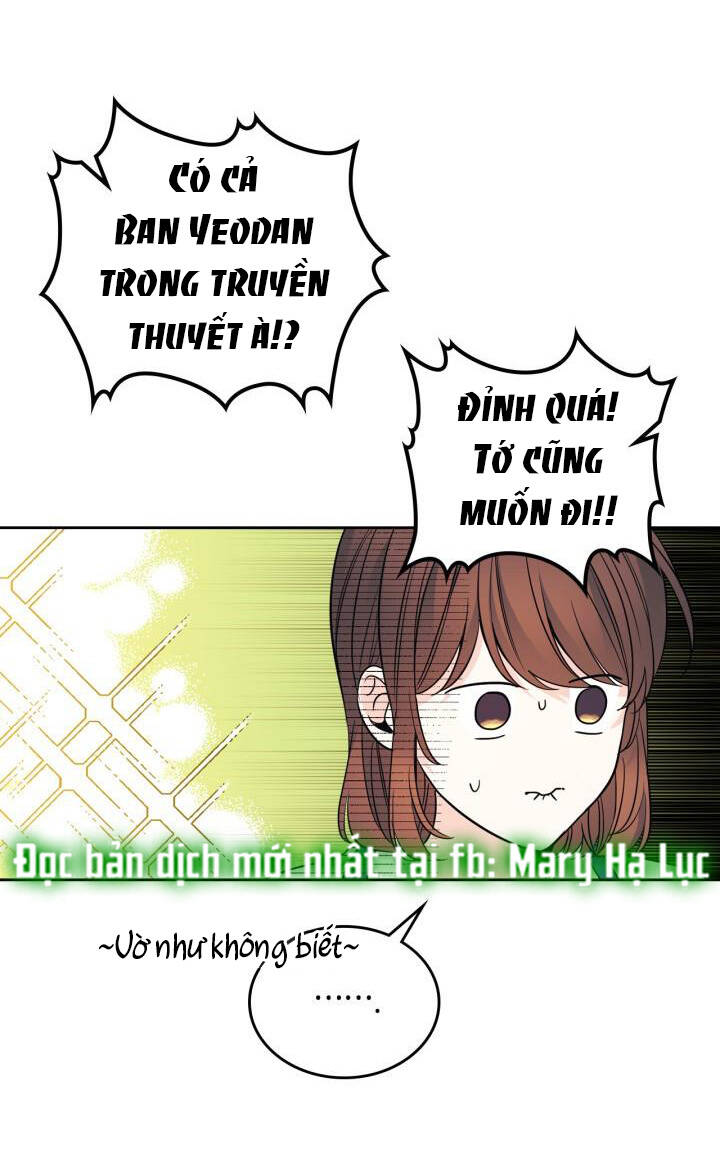 CÓ CẢ
BAN YEODAN
TRONG TRUYỀN
THUYẾT À!?
ĐỈNH QUÁ!
TỚ CŨNG
MUỐN ĐI!!
Đọc bản dịch mới nhất tại fb: Mary Hạ Lục
~Uờ như không biết~
.......